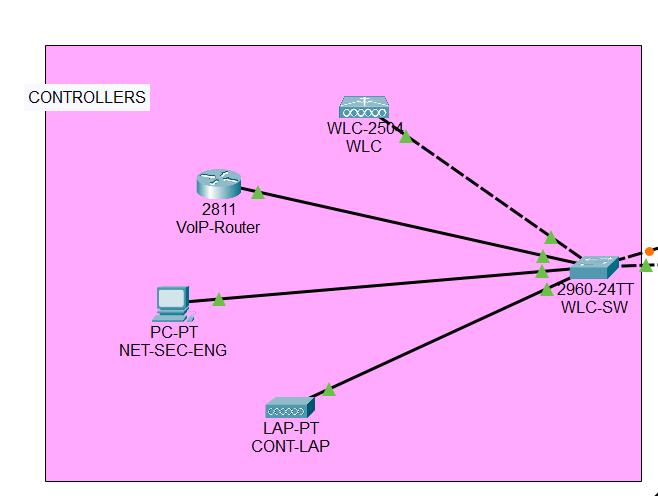 CONTROLLERS
WLC-2504
WLC
2811
VoIP-Router
2960-24TT
WLC-SW
PC-PT
NET-SEC-ENG
LAP-PT
CONT-LAP